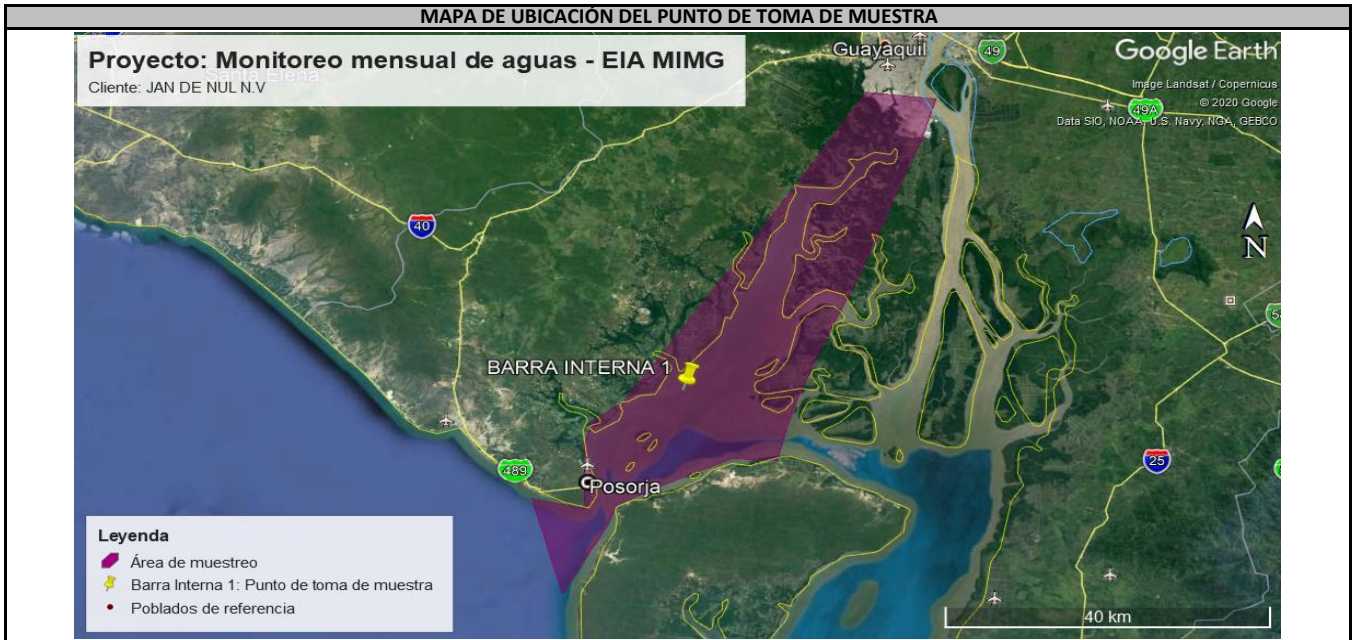 MAPA DE UBICACIÓN DEL PUNTO DE TOMA DE MUESTRA
Proyecto: Monitoreo mensual de aguas - EIA MIMG
Cliente: JAN DE NUL N.V
Santa Elena
Guayaquil
49
Google Earth
Image Landsat / Copernicus
© 2020 Google
Data SIO, NOAA, U.S. Navy, NGA, GEBCO
49A
40
N
BARRA INTERNA 1
489
Posorja
25
Leyenda
Área de muestreo
Barra Interna 1: Punto de toma de muestra
Poblados de referencia
40 km